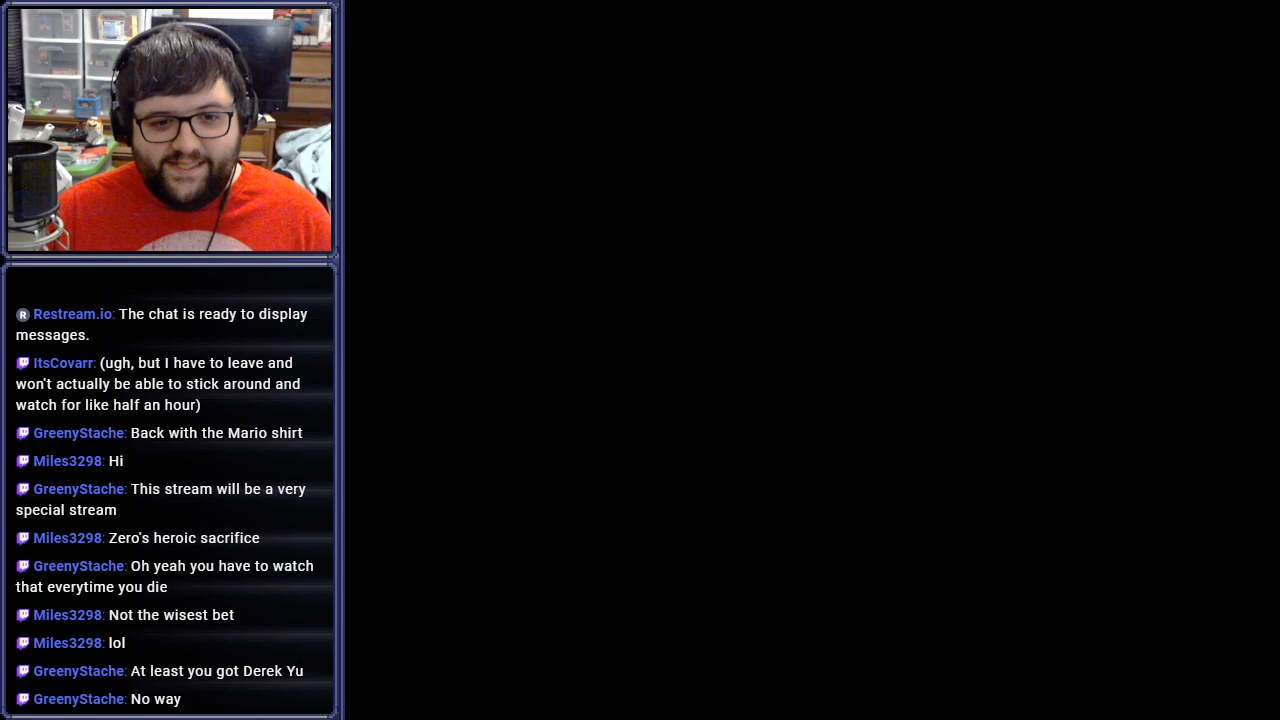 Restream.io: The chat is ready to display
messages.
ItsCovarr: (ugh, but I have to leave and
won't actually be able to stick around and
watch for like half an hour)
GreenyStache: Back with the Mario shirt
Miles3298: Hi
GreenyStache: This stream will be a very
special stream
Miles3298: Zero's heroic sacrifice
GreenyStache: Oh yeah you have to watch
that everytime you die
Miles3298: Not the wisest bet
Miles3298: lol
GreenyStache: At least you got Derek Yu
GreenyStache: No way